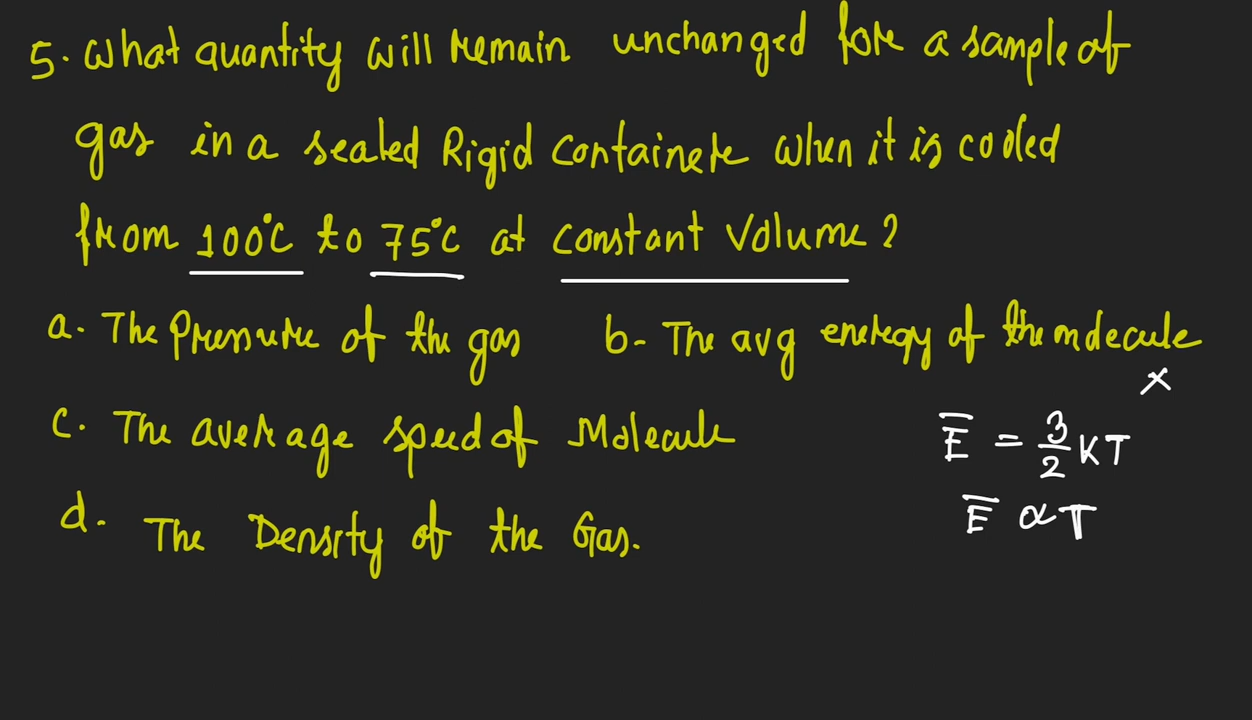 5. What quantity will remain unchanged for a sample of
gas in a sealed Rigid Container when it is cooled
from 100°C to 75°C at constant volume?
a. The Pressure of the gas b- The avg energy of the molecule
×
c. The average speed of Molecule
E̅ = 3/2 KT
d. The Density of the Gas.
E̅ ∝ T